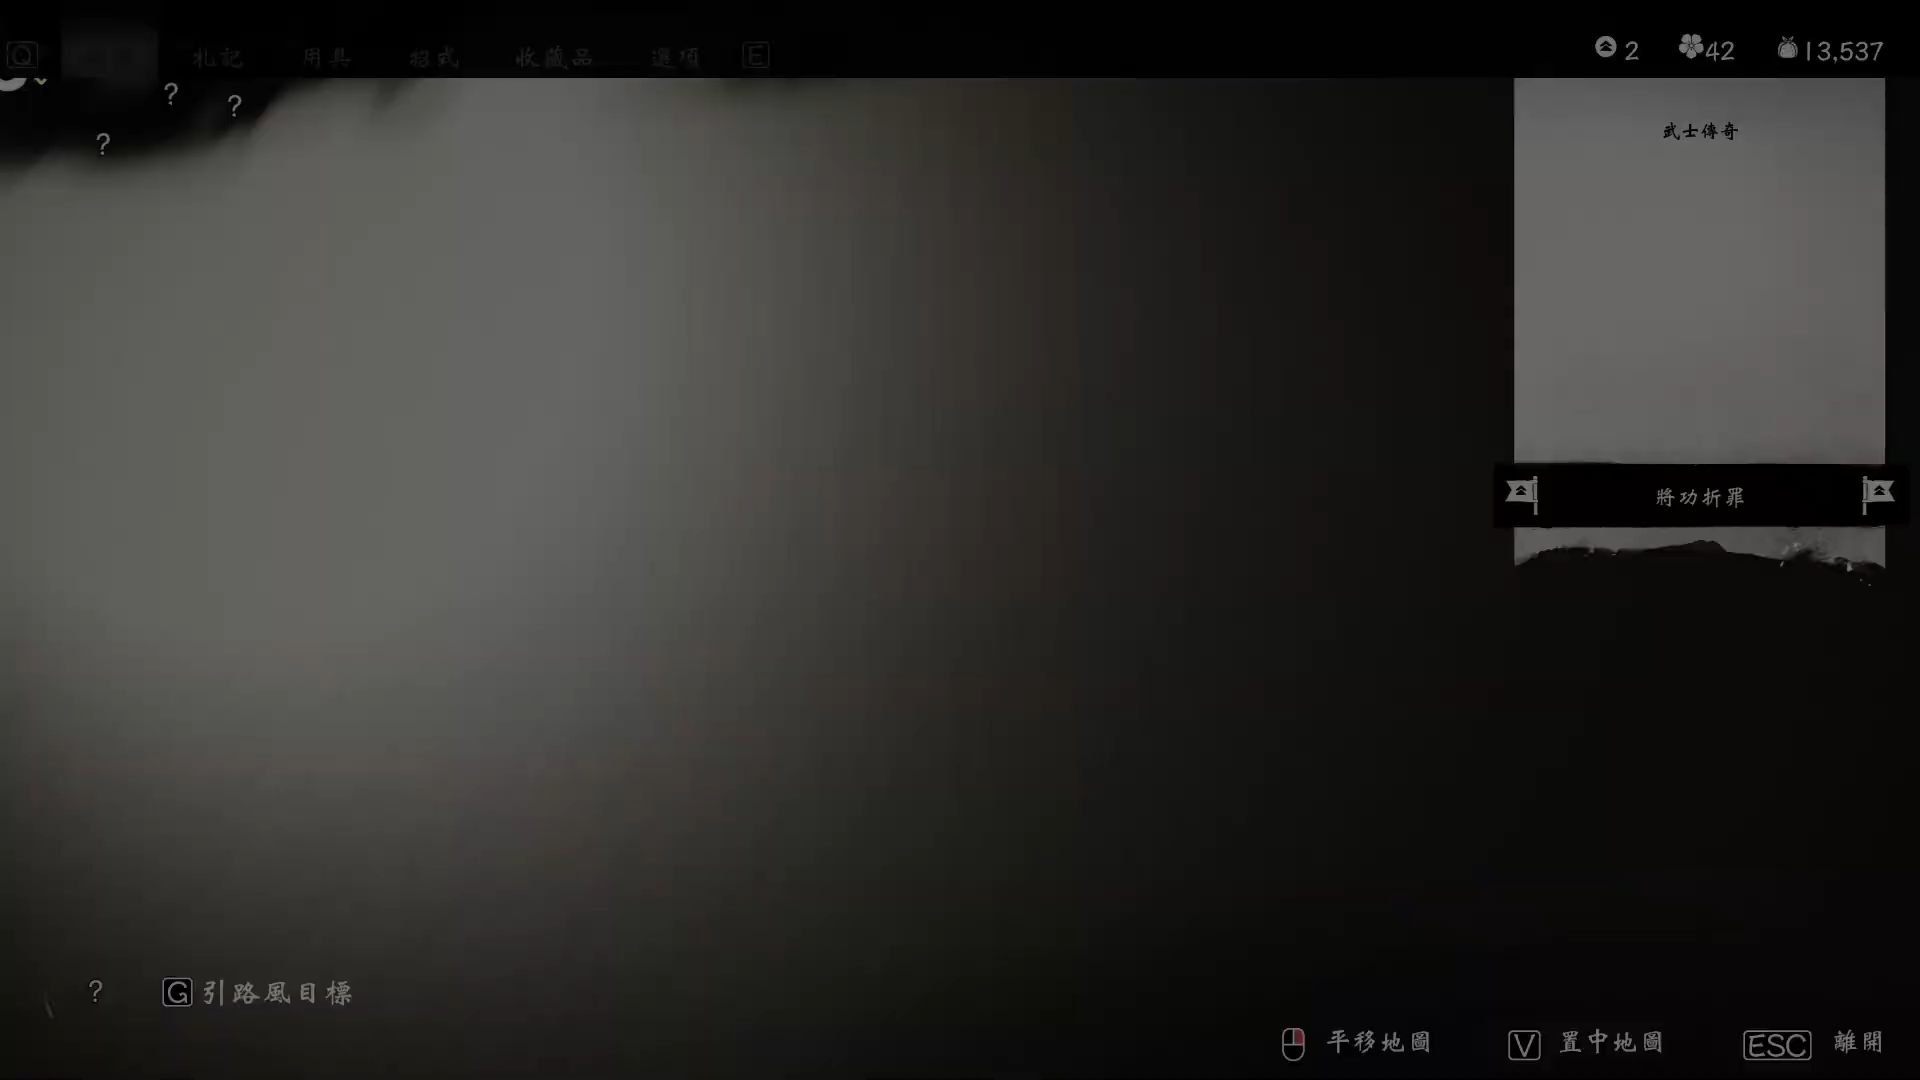 Q 札記 用具 招式 收藏品 選項 E
2 42 13,537
? ?
?
武士傳奇
將功折罪
? G 引路風目標
平移地圖 V 置中地圖 ESC 離開